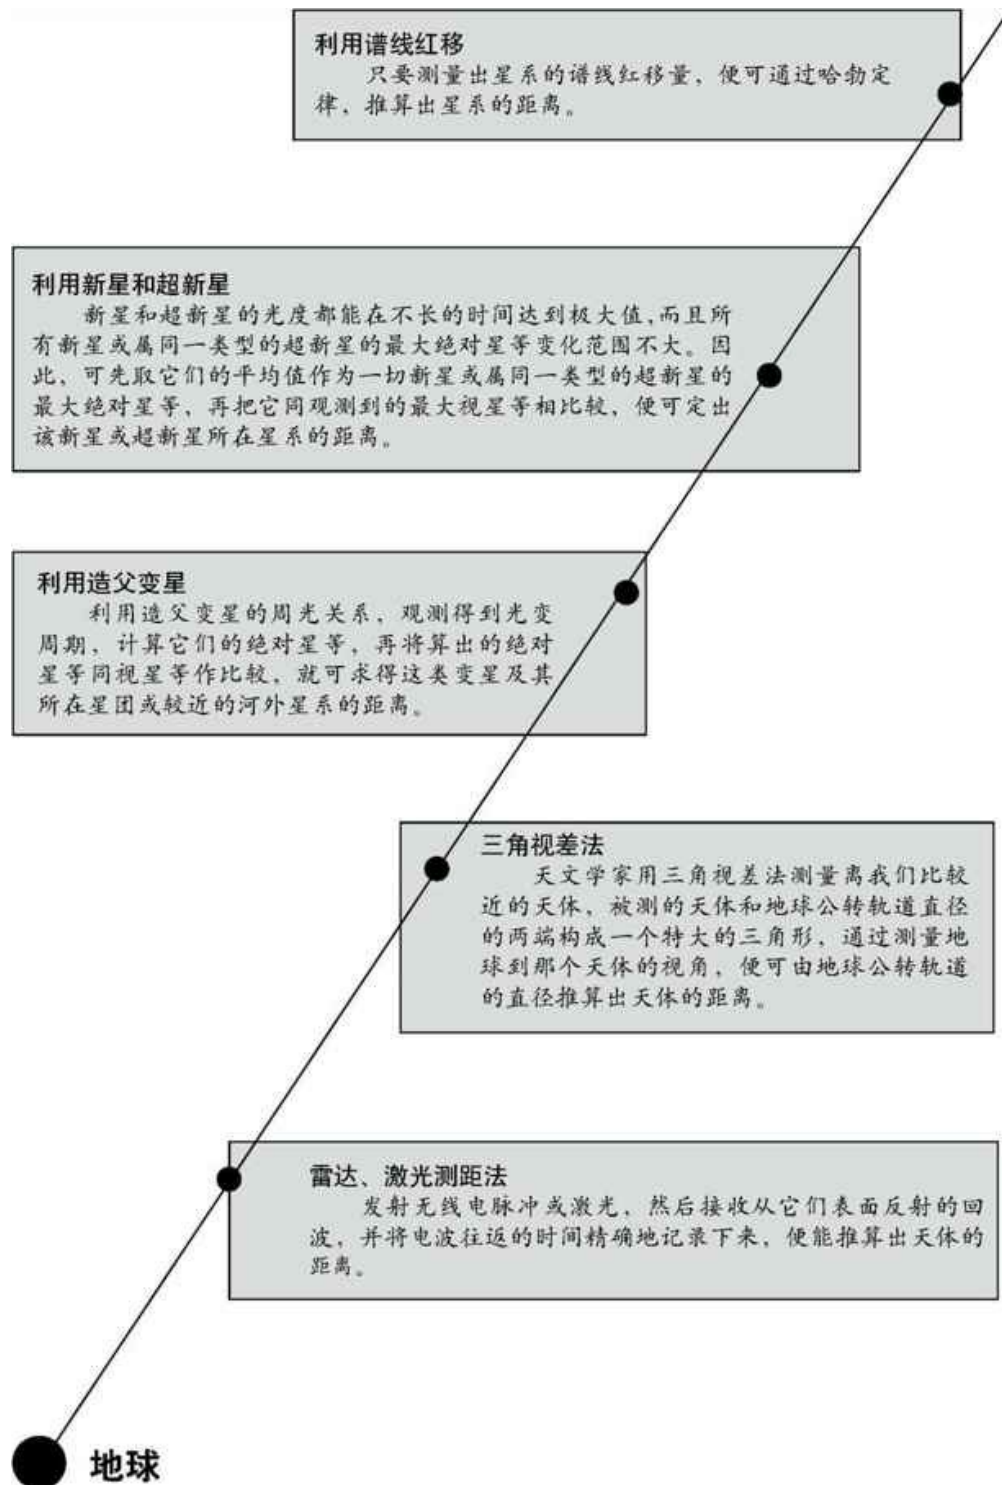 利用谱线红移
只要测量出星系的谱线红移量，便可通过哈勃定
律，推算出星系的距离。
利用新星和超新星
新星和超新星的光度都能在不长的时间达到极大值，而且所
有新星或属同一类型的超新星的最大绝对星等变化范围不大。因
此，可先取它们的平均值作为一切新星或属同一类型的超新星的
最大绝对星等，再把它同观测到的最大视星等相比较，便可定出
该新星或超新星所在星系的距离。
利用造父变星
利用造父变星的周光关系，观测得到光变
周期，计算它们的绝对星等，再将算出的绝对
星等同视星等作比较，就可求得这类变星及其
所在星团或较近的河外星系的距离。
三角视差法
天文学家用三角视差法测量离我们比较
近的天体，被测的天体和地球公转轨道直径
的两端构成一个特大的三角形，通过测量地
球到那个天体的视角，便可由地球公转轨道
的直径推算出天体的距离。
雷达、激光测距法
发射无线电脉冲或激光，然后接收从它们表面反射的回
波，并将电波往返的时间精确地记录下来，便能推算出天体的
距离。
地球